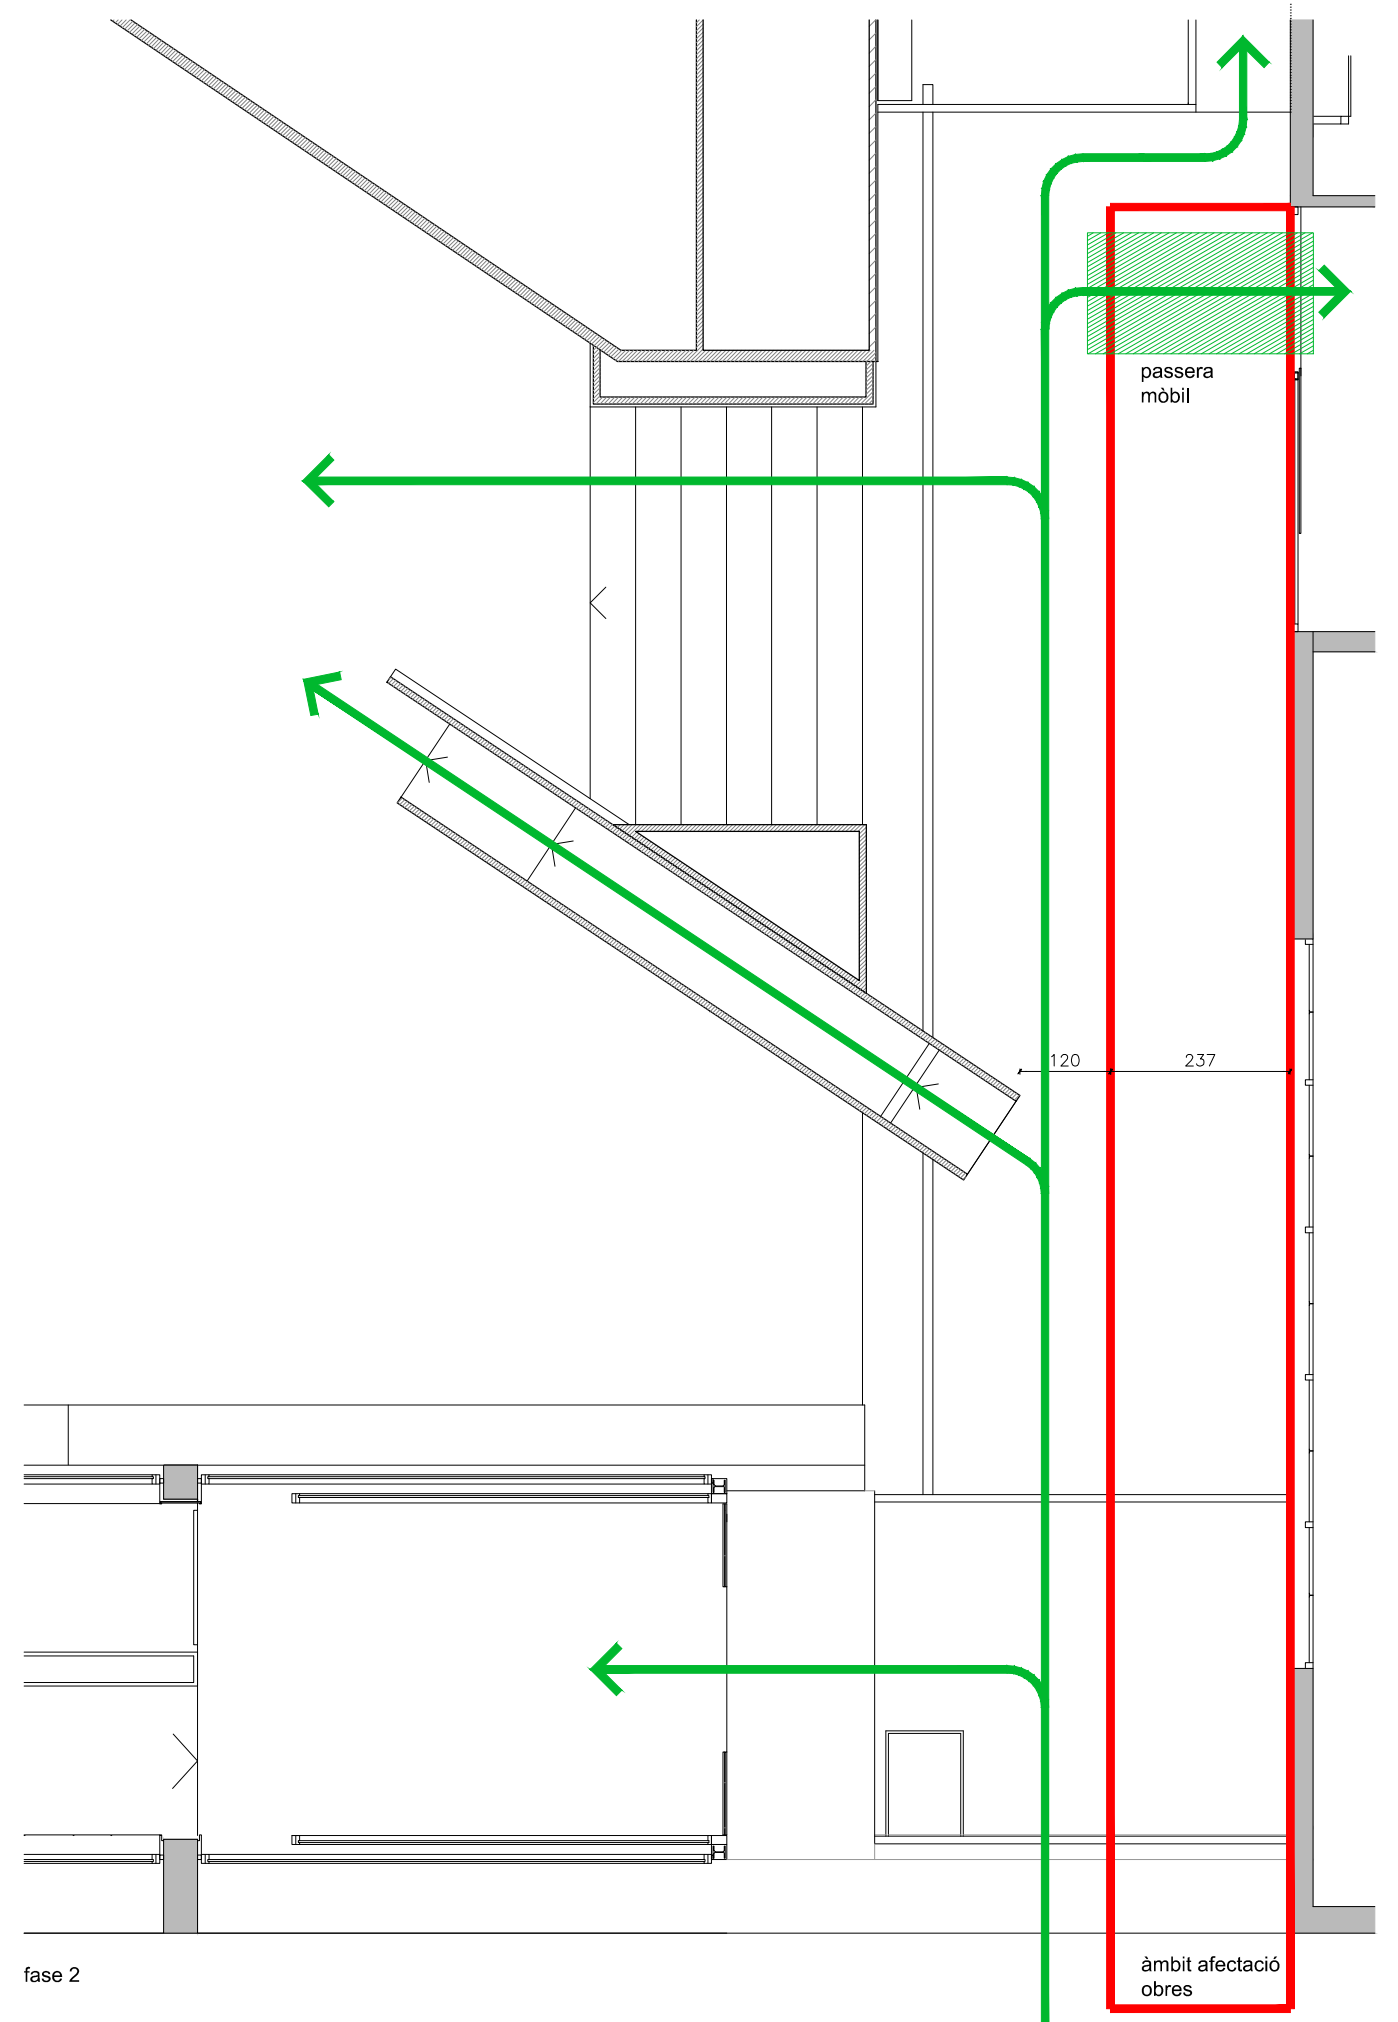 passera
mòbil
120
237
àmbit afectació
obres
fase 2